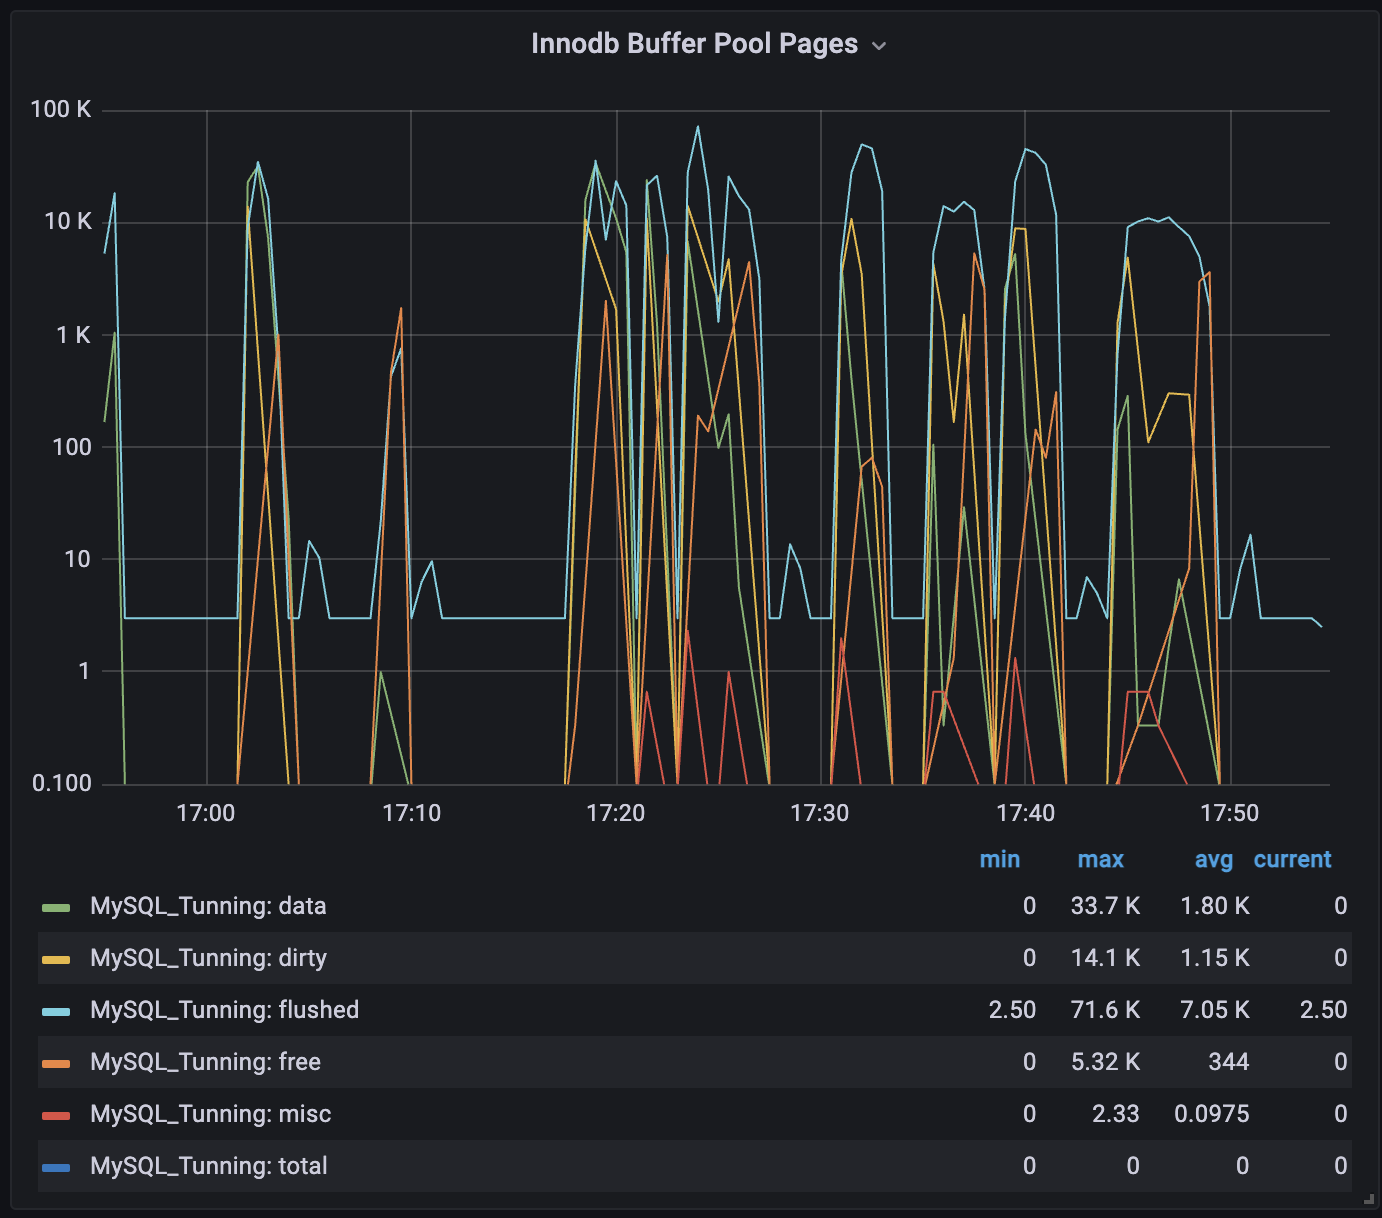 Innodb Buffer Pool Pages
100 K
10 K
1 K
100
10
1
0.100
17:00 17:10 17:20 17:30 17:40 17:50
min max avg current
MySQL_Tunning: data 0 33.7 K 1.80 K 0
MySQL_Tunning: dirty 0 14.1 K 1.15 K 0
MySQL_Tunning: flushed 2.50 71.6 K 7.05 K 2.50
MySQL_Tunning: free 0 5.32 K 344 0
MySQL_Tunning: misc 0 2.33 0.0975 0
MySQL_Tunning: total 0 0 0 0